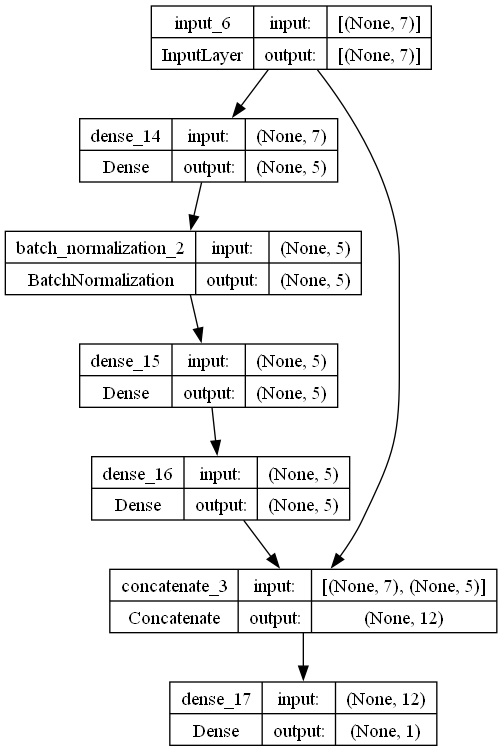 input_6 input: [(None, 7)]
InputLayer output: [(None, 7)]
dense_14 input: (None, 7)
Dense output: (None, 5)
batch_normalization_2 input: (None, 5)
BatchNormalization output: (None, 5)
dense_15 input: (None, 5)
Dense output: (None, 5)
dense_16 input: (None, 5)
Dense output: (None, 5)
concatenate_3 input: [(None, 7), (None, 5)]
Concatenate output: (None, 12)
dense_17 input: (None, 12)
Dense output: (None, 1)